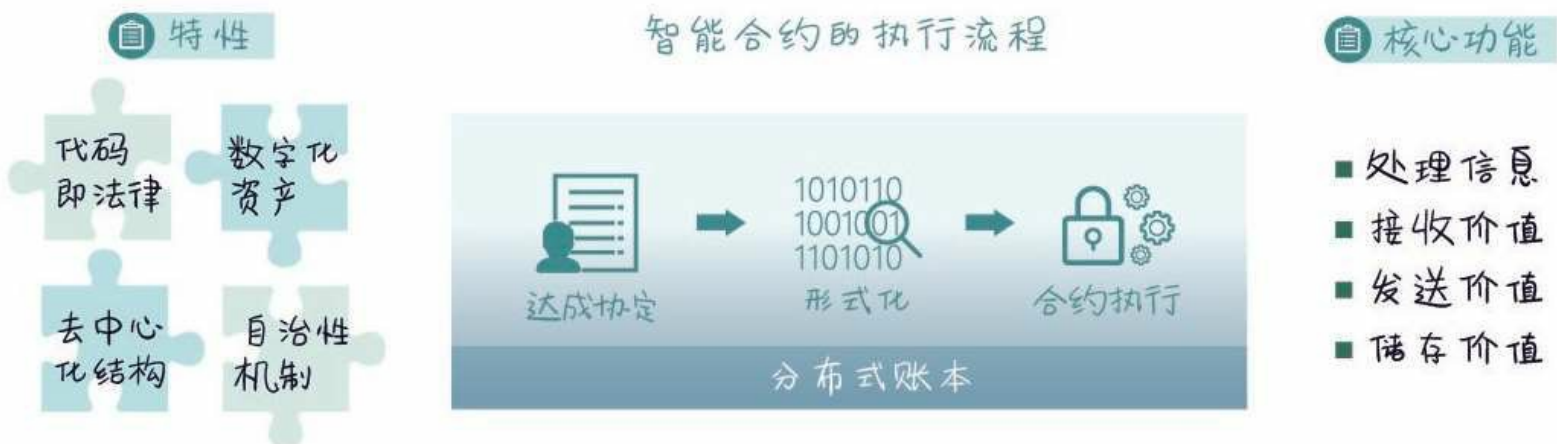 特性
代码
即法律
数字化
资产
去中心
化结构
自治性
机制
智能合约的执行流程
1010110
1001001
1101010
达成协定
形式化
合约执行
分布式账本
核心功能
处理信息
接收价值
发送价值
储存价值